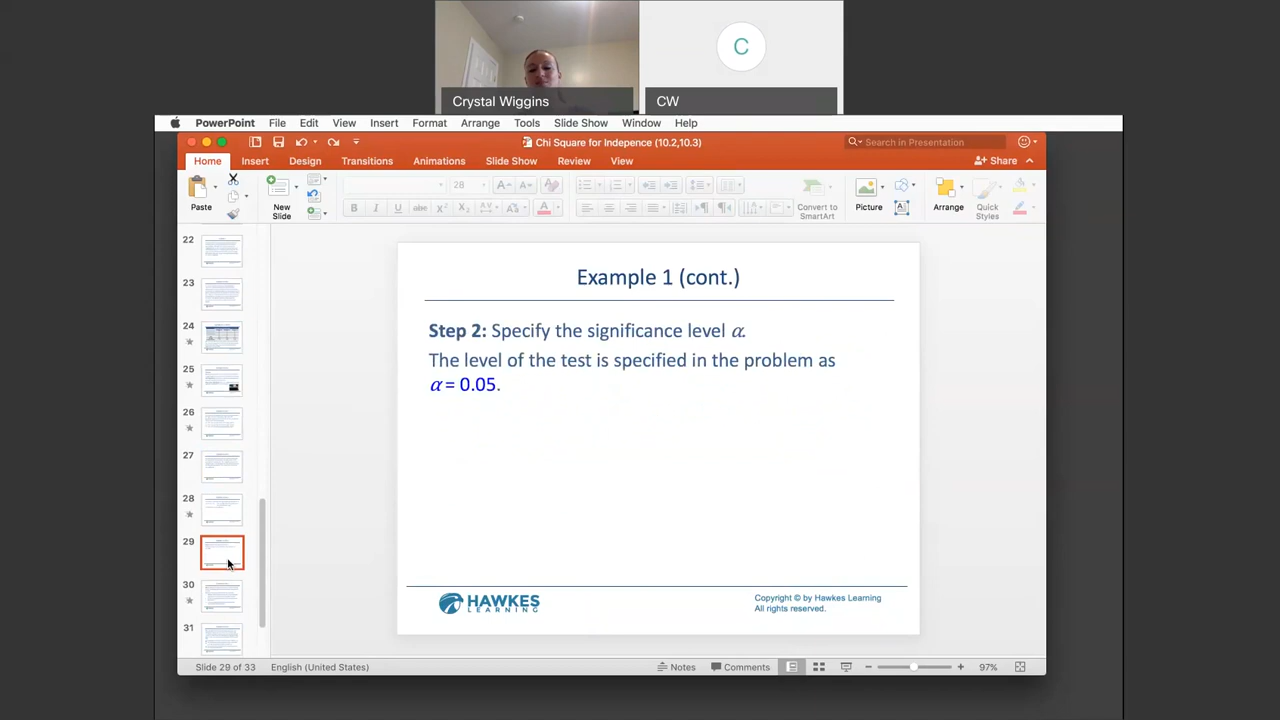 C
Crystal Wiggins
CW
PowerPoint File Edit View Insert Format Arrange Tools Slide Show Window Help
Chi Square for Indepence (10.2,10.3)
Search in Presentation
Home Insert Design Transitions Animations Slide Show Review View
Share
28
Paste
New
Slide
B I U abc X² X₂ AV Aa A
Convert to
SmartArt
Picture
Arrange
Quick
Styles
22
23
24
25
26
27
28
29
30
31
Example 1 (cont.)
Step 2: Specify the significance level α.
The level of the test is specified in the problem as
α = 0.05.
HAWKES
LEARNING
Copyright © by Hawkes Learning
All rights reserved.
Slide 29 of 33 English (United States)
Notes Comments
97%